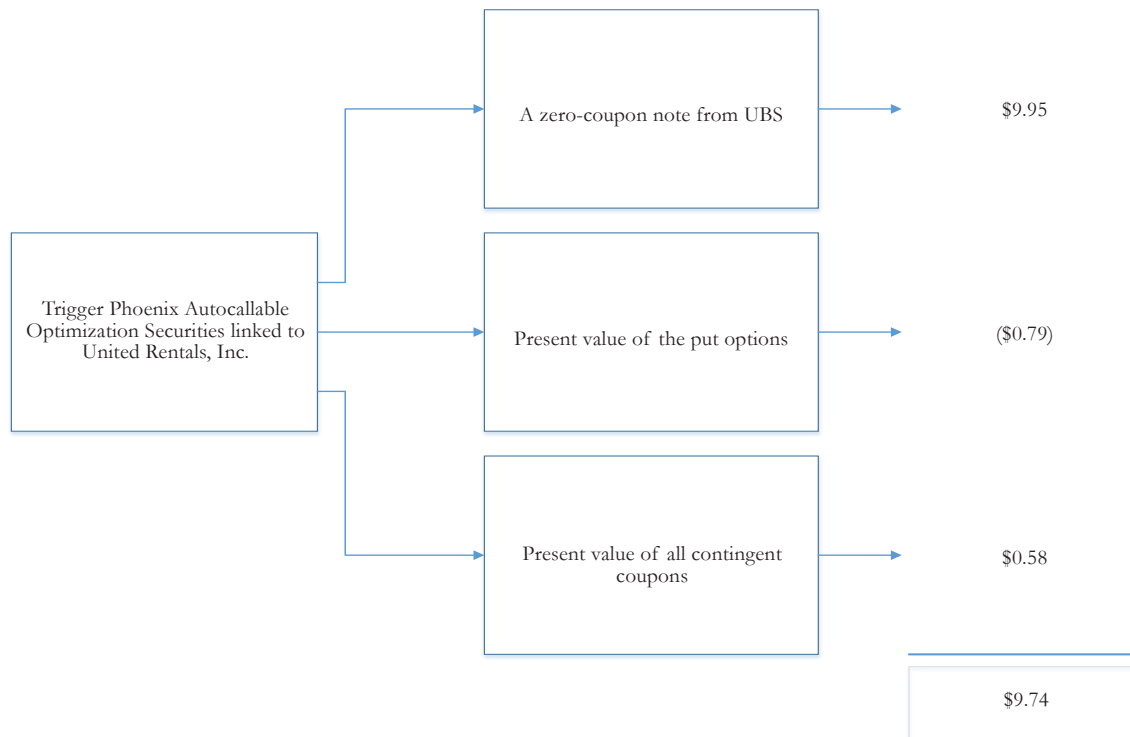 A zero-coupon note from UBS
$9.95
Trigger Phoenix Autocallable
Optimization Securities linked to
United Rentals, Inc.
Present value of the put options
($0.79)
Present value of all contingent
coupons
$0.58
$9.74